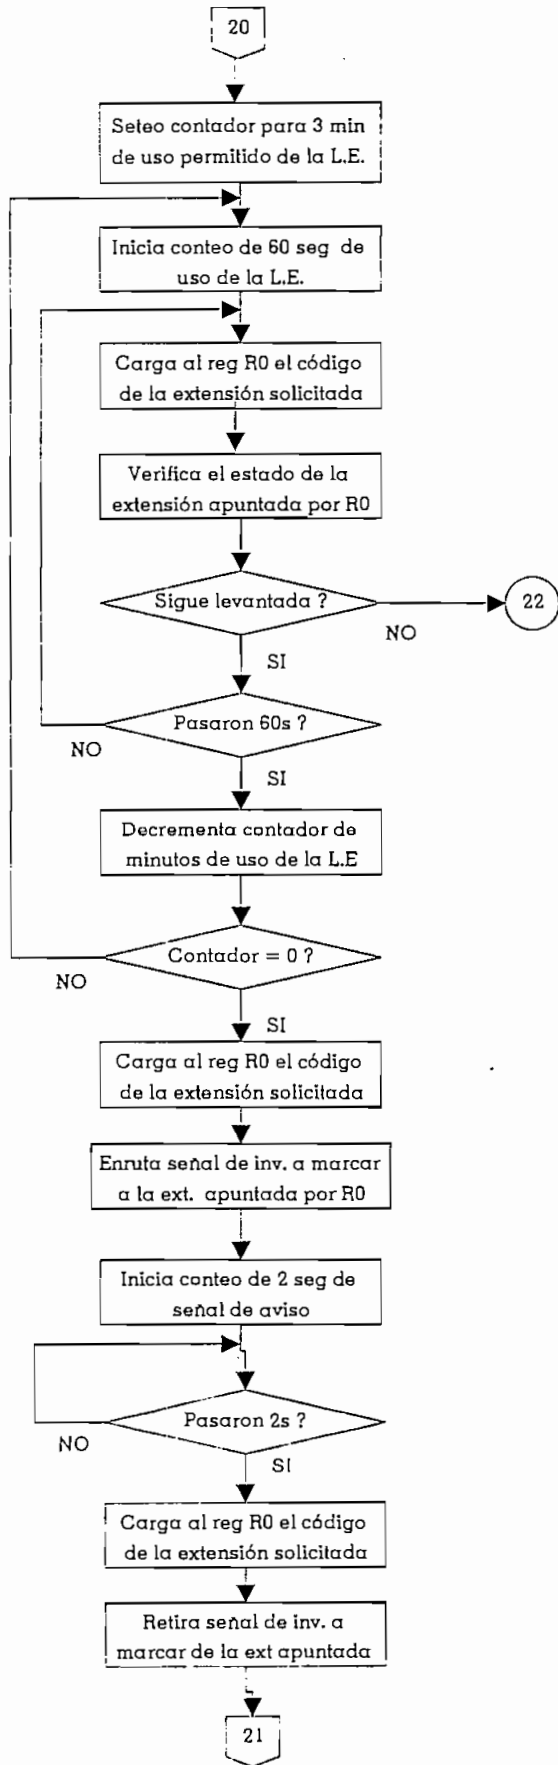 20
Seteo contador para 3 min
de uso permitido de la L.E.
Inicia conteo de 60 seg de
uso de la L.E.
Carga al reg R0 el código
de la extensión solicitada
Verifica el estado de la
extensión apuntada por R0
Sigue levantada ?
NO
22
SI
Pasaron 60s ?
NO
SI
Decrementa contador de
minutos de uso de la L.E
Contador = 0 ?
NO
SI
Carga al reg R0 el código
de la extensión solicitada
Enruta señal de inv. a marcar
a la ext. apuntada por R0
Inicia conteo de 2 seg de
señal de aviso
Pasaron 2s ?
NO
SI
Carga al reg R0 el código
de la extensión solicitada
Retira señal de inv. a
marcar de la ext apuntada
21